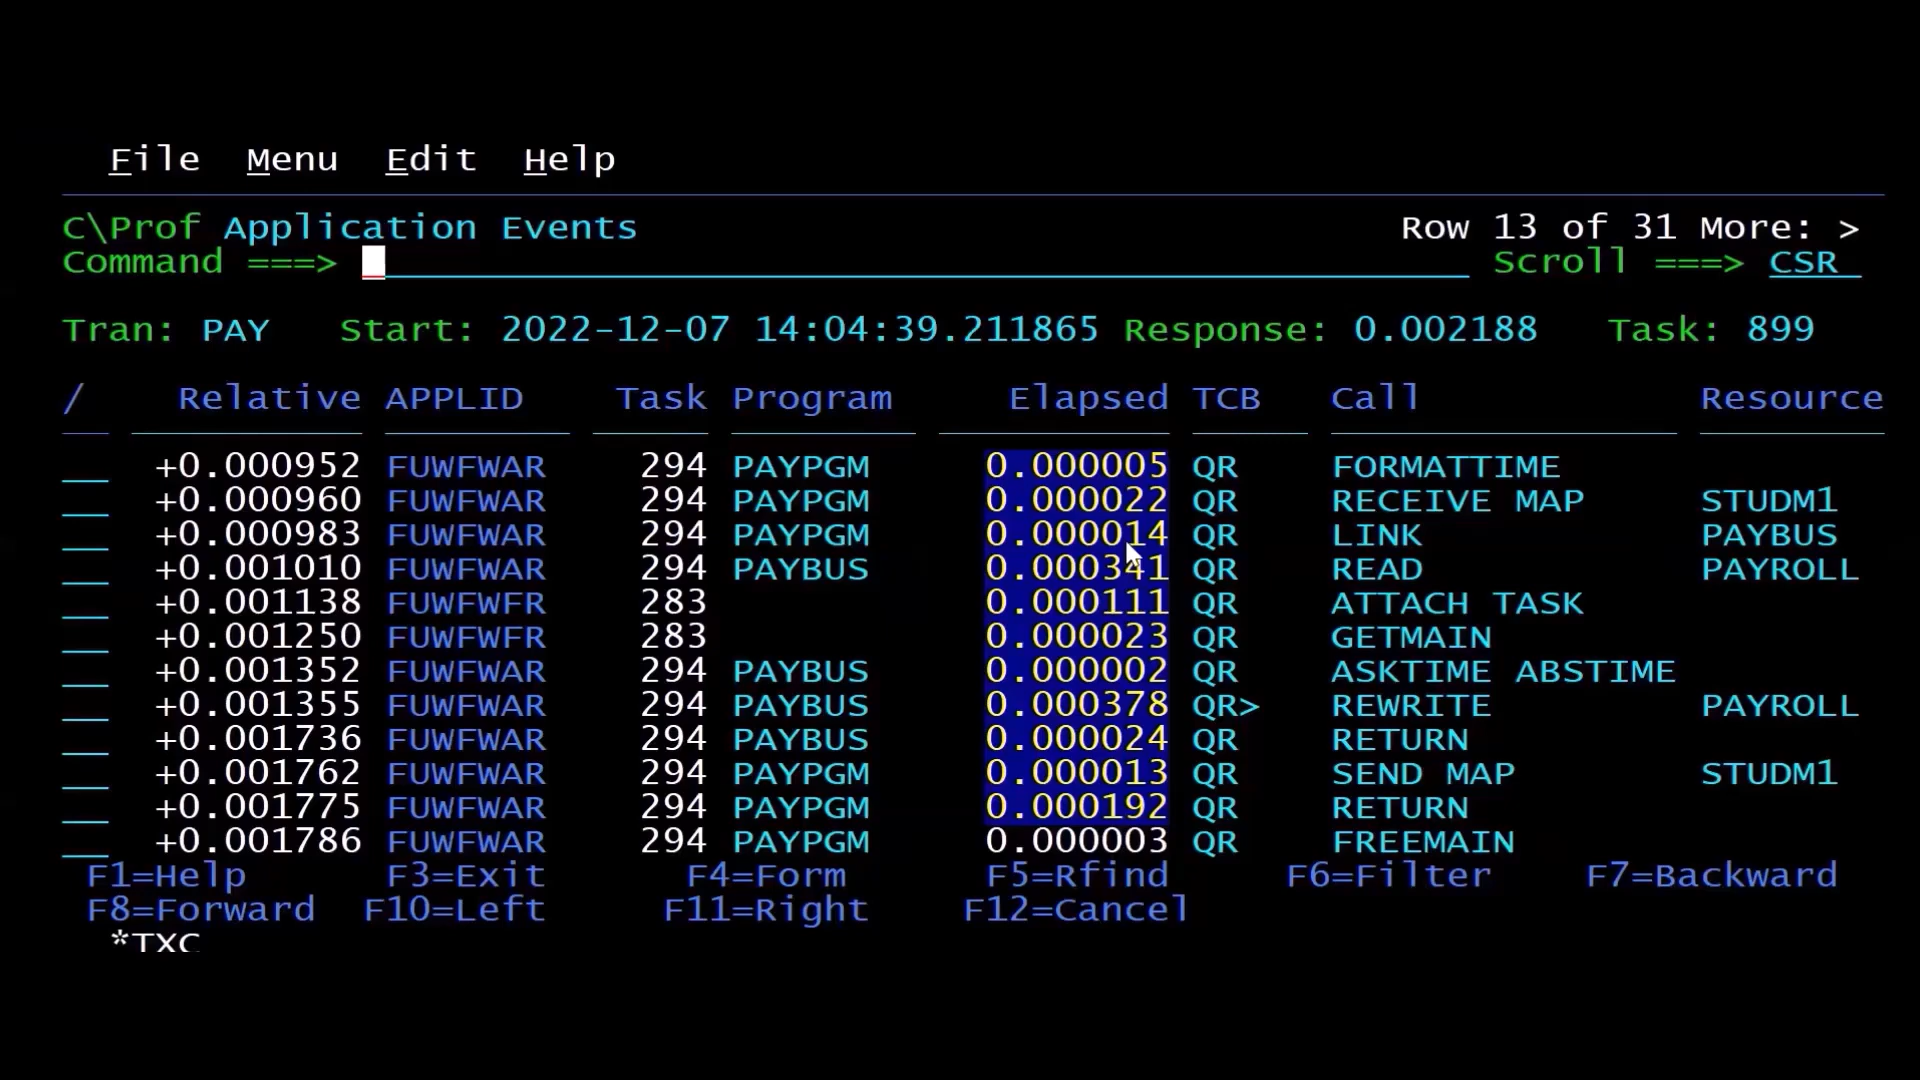 File Menu Edit Help
C\Prof Application Events Row 13 of 31 More: >
Command ===> Scroll ===> CSR
Tran: PAY Start: 2022-12-07 14:04:39.211865 Response: 0.002188 Task: 899
/ Relative APPLID Task Program Elapsed TCB Call Resource
+0.000952 FUWFWAR 294 PAYPGM 0.000005 QR FORMATTIME
+0.000960 FUWFWAR 294 PAYPGM 0.000022 QR RECEIVE MAP STUDM1
+0.000983 FUWFWAR 294 PAYPGM 0.000014 QR LINK PAYBUS
+0.001010 FUWFWAR 294 PAYBUS 0.000341 QR READ PAYROLL
+0.001138 FUWFWFR 283 0.000111 QR ATTACH TASK
+0.001250 FUWFWFR 283 0.000023 QR GETMAIN
+0.001352 FUWFWAR 294 PAYBUS 0.000002 QR ASKTIME ABSTIME
+0.001355 FUWFWAR 294 PAYBUS 0.000378 QR> REWRITE PAYROLL
+0.001736 FUWFWAR 294 PAYBUS 0.000024 QR RETURN
+0.001762 FUWFWAR 294 PAYPGM 0.000013 QR SEND MAP STUDM1
+0.001775 FUWFWAR 294 PAYPGM 0.000192 QR RETURN
+0.001786 FUWFWAR 294 PAYPGM 0.000003 QR FREEMAIN
F1=Help F3=Exit F4=Form F5=Rfind F6=Filter F7=Backward
F8=Forward F10=Left F11=Right F12=Cancel
*TXC